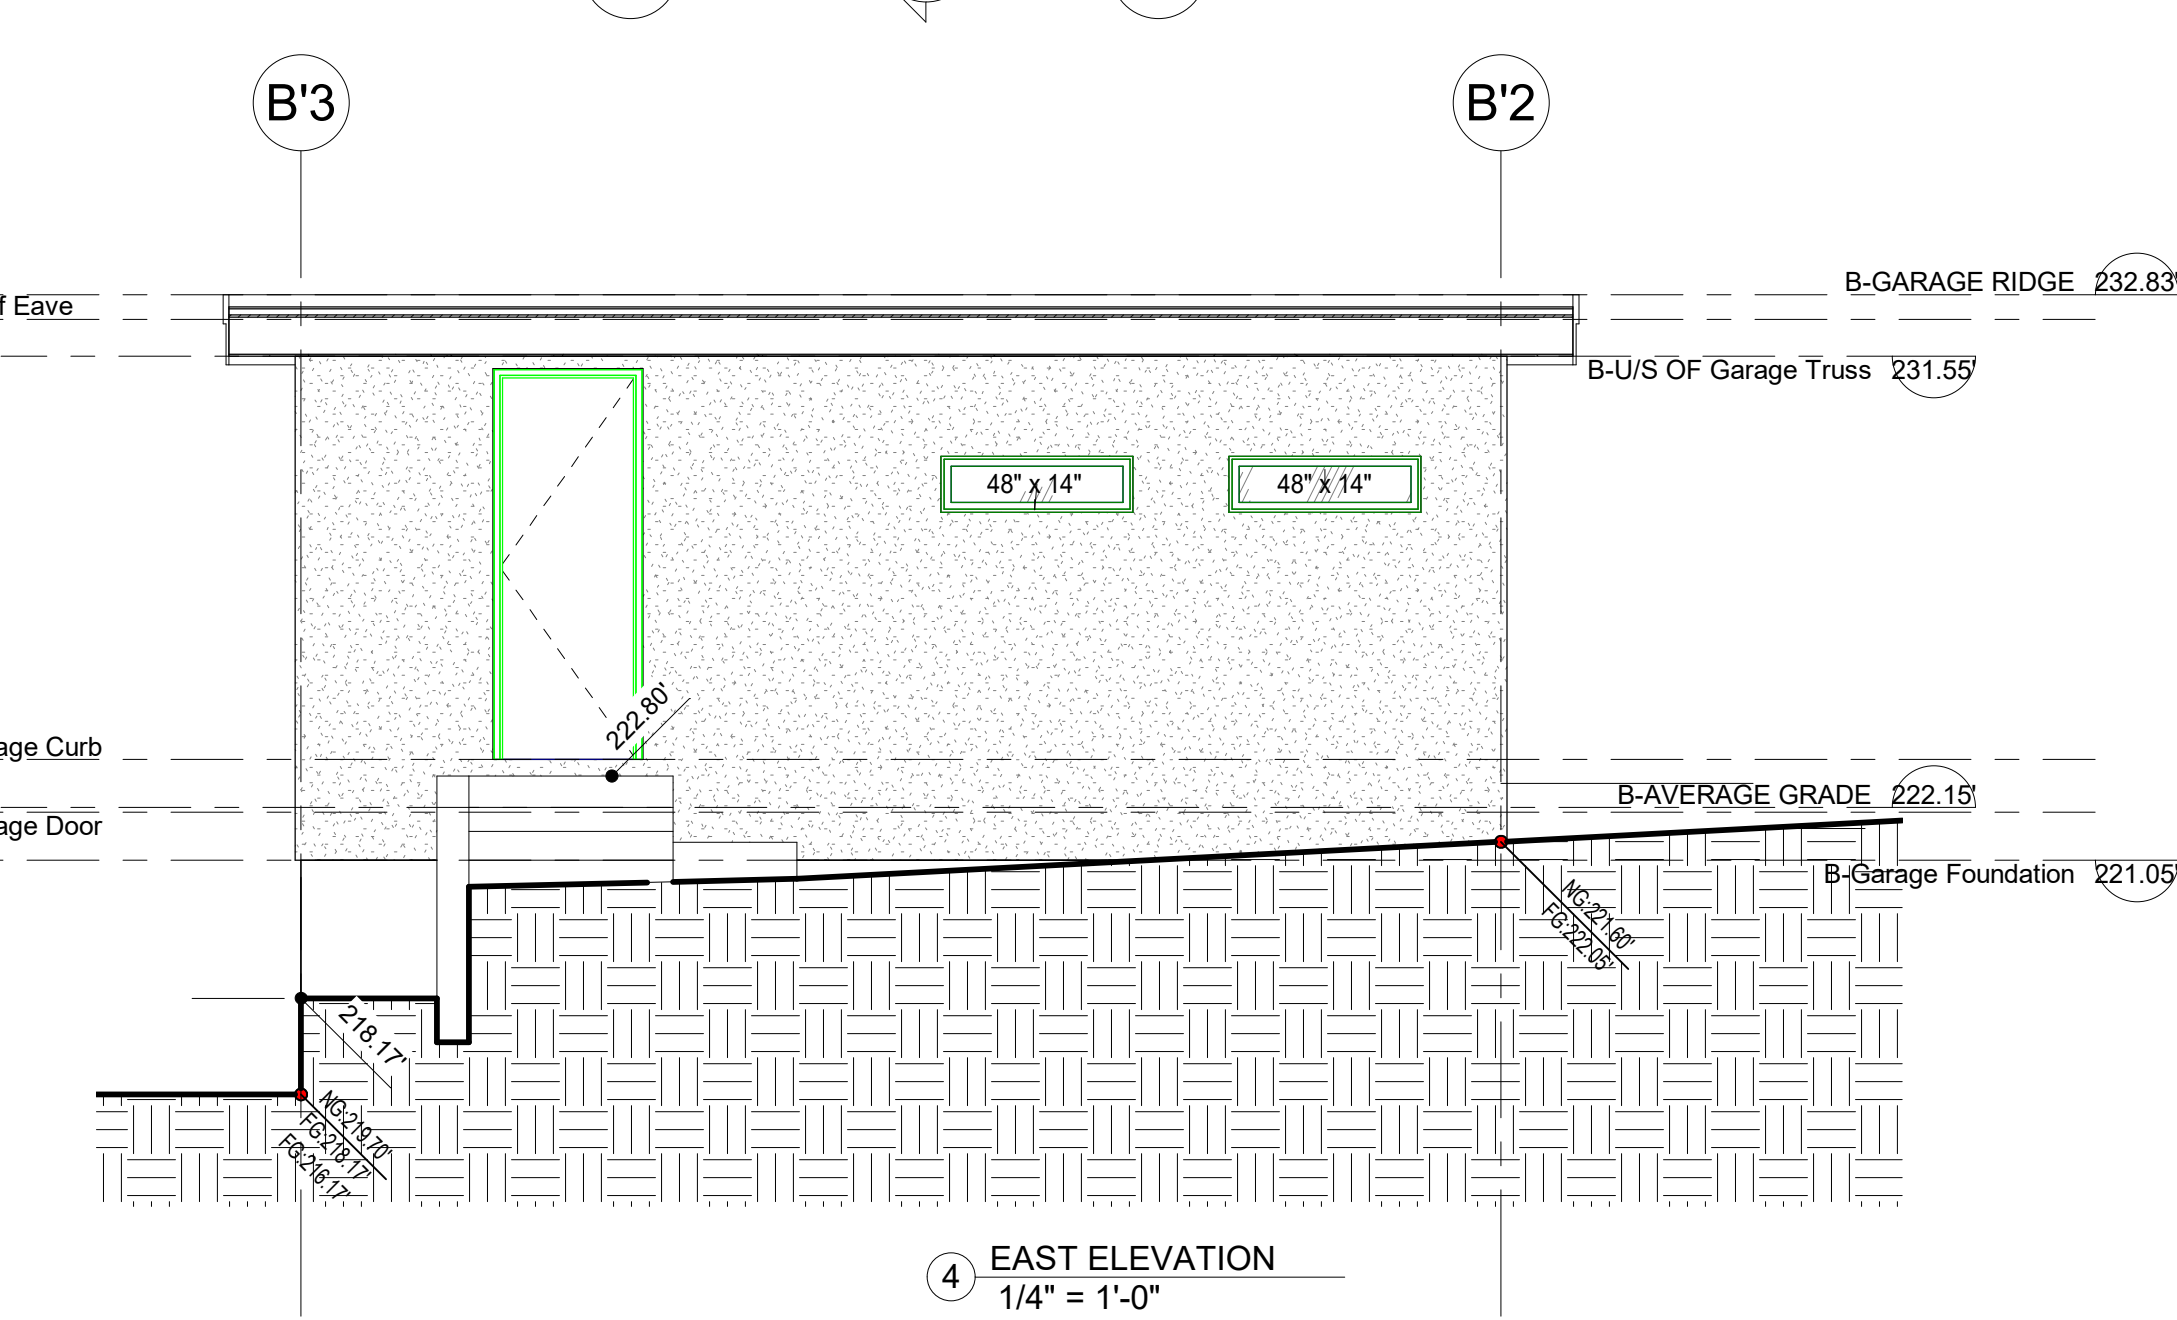 B'3
B'2
B-GARAGE RIDGE 232.83'
f Eave
B-U/S OF Garage Truss 231.55'
48" x 14"
48" x 14"
222.80'
age Curb
B-AVERAGE GRADE 222.15'
age Door
B-Garage Foundation 221.05'
NG:221.60'
FG:222.05'
218.17'
NG:219.70'
FG:218.17'
FG:216.17'
4 EAST ELEVATION
1/4" = 1'-0"